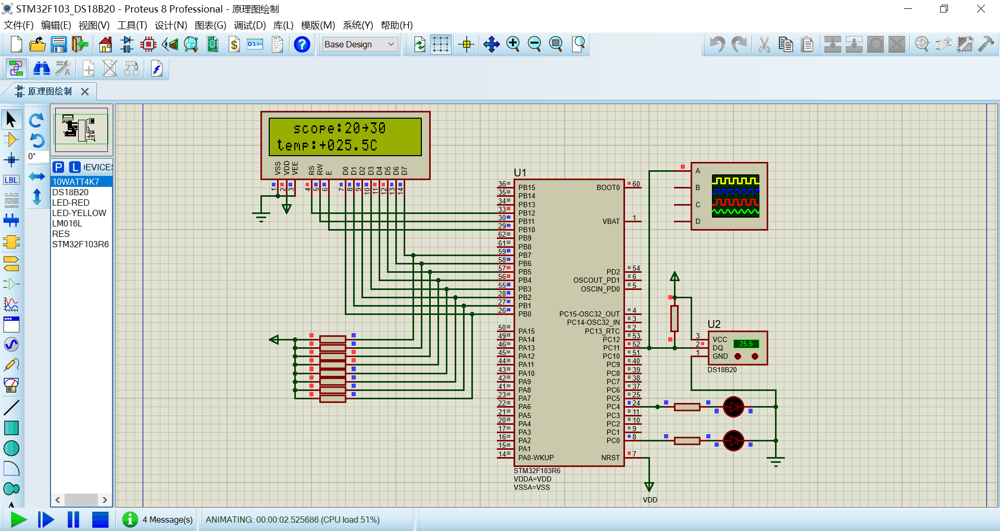 STM32F103_DS18B20 - Proteus 8 Professional - 原理图绘制
文件(F) 编辑(E) 视图(V) 工具(T) 设计(N) 图表(G) 调试(D) 库(L) 模版(M) 系统(Y) 帮助(H)
Base Design
原理图绘制
0°
P L DEVICES
10WATT4K7
DS18B20
LED-RED
LED-YELLOW
LM016L
RES
STM32F103R6
LBL
scope:20→30
temp:+025.5C
VSS VDD VEE RS RW E D0 D1 D2 D3 D4 D5 D6 D7
1 2 3 4 5 6 7 8 9 10 11 12 13 14
U1
36 PB15 BOOT0 60
35 PB14
34 PB13
33 PB12
30 PB11 VBAT 1
29 PB10
62 PB9
61 PB8
59 PB7
58 PB6
57 PB5 PD2 54
56 PB4 OSCOUT_PD1 6
55 PB3 OSCIN_PD0 5
28 PB2
27 PB1
26 PB0 PC15-OSC32_OUT 4
PC14-OSC32_IN 3
50 PA15 PC13_RTC 2
49 PA14 PC12 53
46 PA13 PC11 52
45 PA12 PC10 51
44 PA11 PC9 40
43 PA10 PC8 39
42 PA9 PC7 38
41 PA8 PC6 37
23 PA7 PC5 25
22 PA6 PC4 24
21 PA5 PC3 11
20 PA4 PC2 10
17 PA3 PC1 9
16 PA2 PC0 8
15 PA1
14 PA0-WKUP NRST 7
STM32F103R6
VDDA=VDD
VSSA=VSS
VDD
A
B
C
D
U2
3 VCC
2 DQ
1 GND
25.5
DS18B20
4 Message(s)
ANIMATING: 00:00:02.525686 (CPU load 51%)